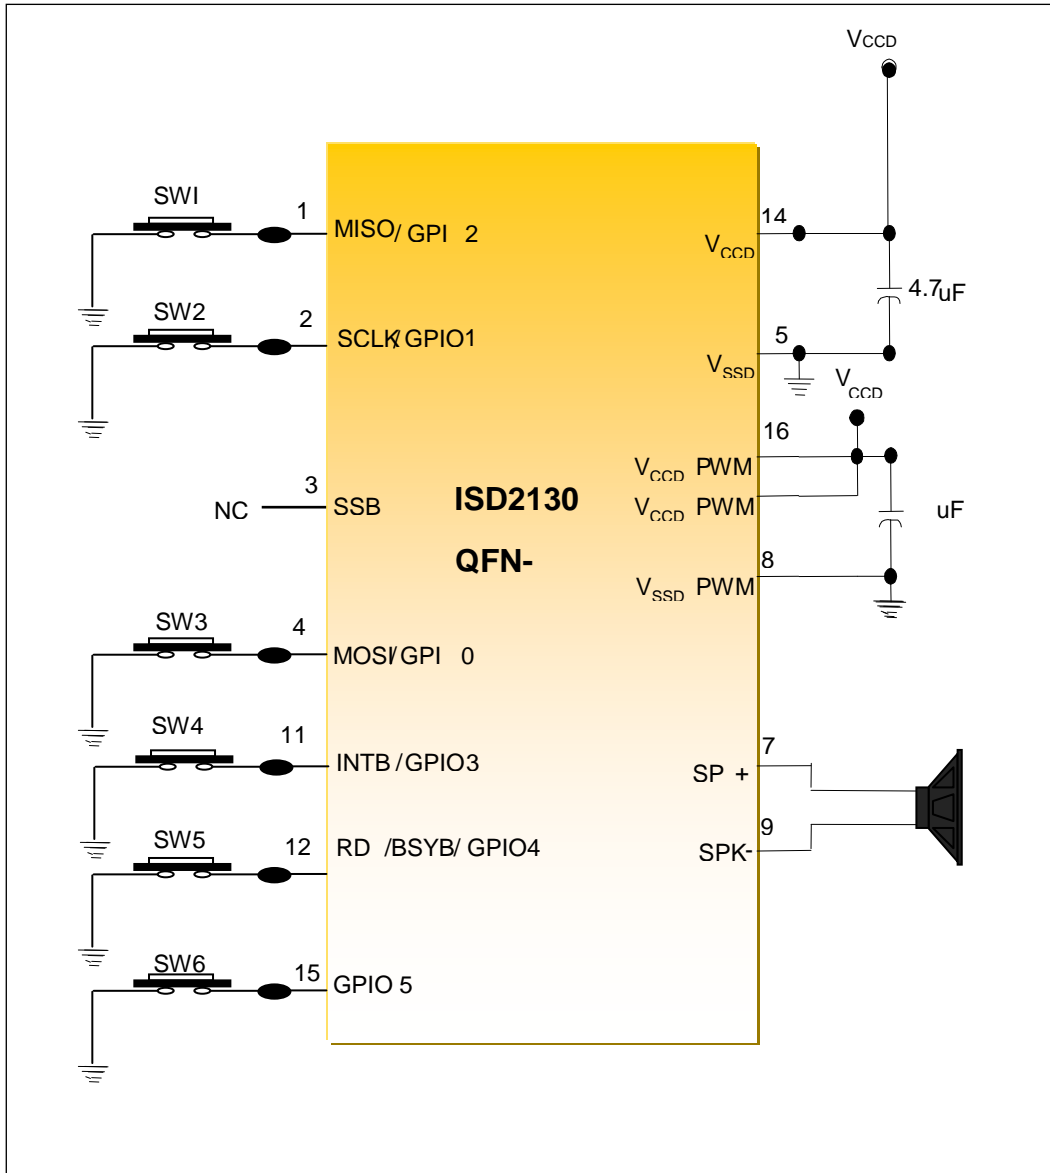 VCCD
SW1
1
MISO/ GPI 2
14
VCCD
4.7uF
SW2
2
SCLK/GPIO1
5
VSSD
VCCD
16
VCCD PWM
3
NC
SSB
ISD2130
VCCD PWM
uF
QFN-
8
VSSD PWM
SW3
4
MOSI/GPI 0
SW4
11
INTB /GPIO3
7
SP +
SW5
12
RD /BSYB/ GPIO4
9
SPK-
SW6
15
GPIO 5